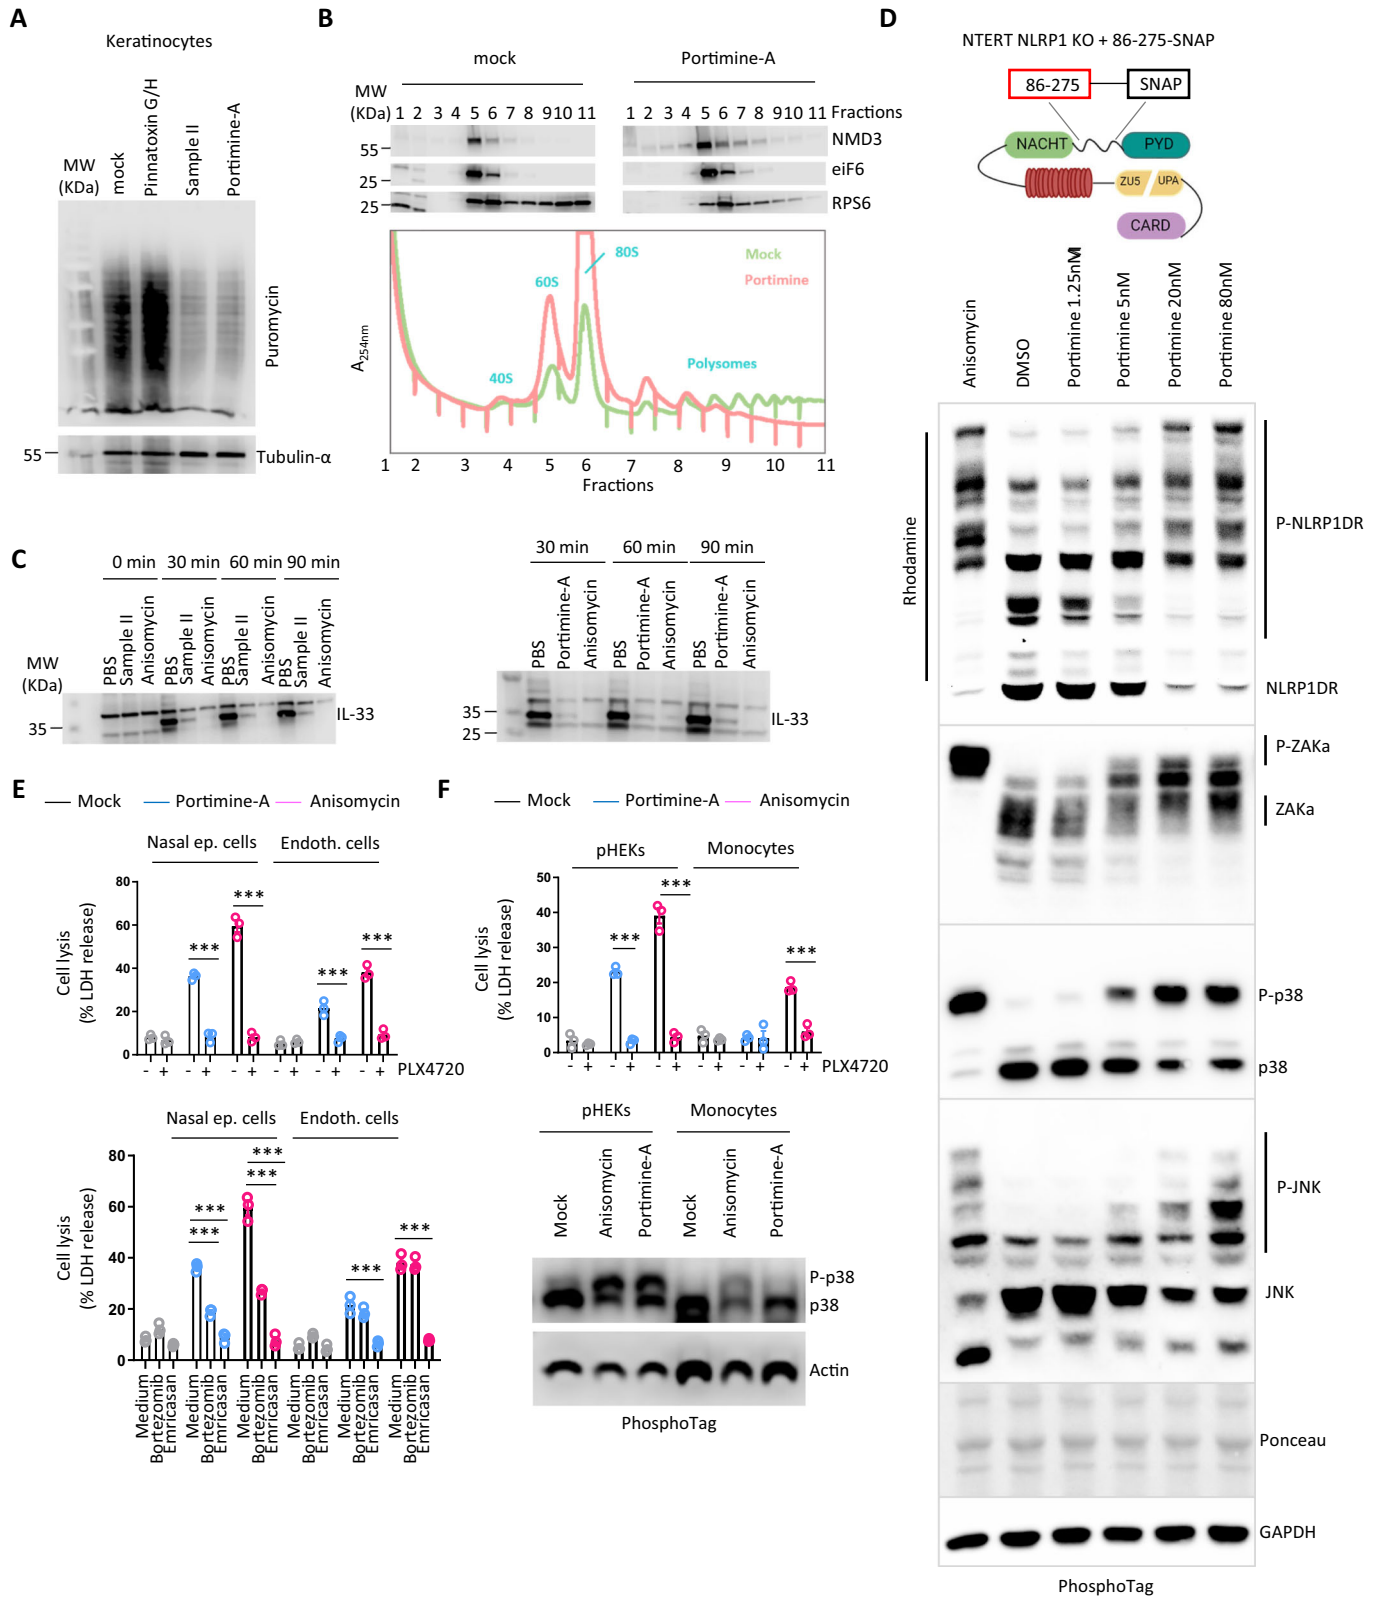 A
Keratinocytes
MW
(KDa)
mock
Pinnatoxin G/H
Sample II
Portimine-A
Puromycin
55
Tubulin-α
B
mock
Portimine-A
MW
(KDa)
1 2 3 4 5 6 7 8 9 10 11
1 2 3 4 5 6 7 8 9 10 11
Fractions
55
NMD3
25
eiF6
25
RPS6
80S
60S
40S
Mock
Portimine
Polysomes
A254nm
1 2 3 4 5 6 7 8 9 10 11
Fractions
C
0 min 30 min 60 min 90 min
PBS
Sample II
Anisomycin
PBS
Sample II
Anisomycin
PBS
Sample II
Anisomycin
PBS
Sample II
Anisomycin
MW
(KDa)
35
IL-33
30 min 60 min 90 min
PBS
Portimine-A
Anisomycin
PBS
Portimine-A
Anisomycin
PBS
Portimine-A
Anisomycin
35
25
IL-33
D
NTERT NLRP1 KO + 86-275-SNAP
86-275
SNAP
NACHT
PYD
ZU5
UPA
CARD
Anisomycin
DMSO
Portimine 1.25nM
Portimine 5nM
Portimine 20nM
Portimine 80nM
Rhodamine
P-NLRP1DR
NLRP1DR
P-ZAKa
ZAKa
P-p38
p38
P-JNK
JNK
Ponceau
GAPDH
PhosphoTag
E
Mock Portimine-A Anisomycin
Nasal ep. cells Endoth. cells
Cell lysis
(% LDH release)
80
60
40
20
0
***
***
***
***
- + - + - + - + - + - + PLX4720
Nasal ep. cells Endoth. cells
Cell lysis
(% LDH release)
80
60
40
20
0
***
***
***
***
***
***
Medium
Bortezomib
Emricasan
Medium
Bortezomib
Emricasan
Medium
Bortezomib
Emricasan
Medium
Bortezomib
Emricasan
Medium
Bortezomib
Emricasan
Medium
Bortezomib
Emricasan
F
Mock Portimine-A Anisomycin
pHEKs Monocytes
Cell lysis
(% LDH release)
50
40
30
20
10
0
***
***
***
- + - + - + - + - + - + PLX4720
pHEKs Monocytes
Mock
Anisomycin
Portimine-A
Mock
Anisomycin
Portimine-A
P-p38
p38
Actin
PhosphoTag